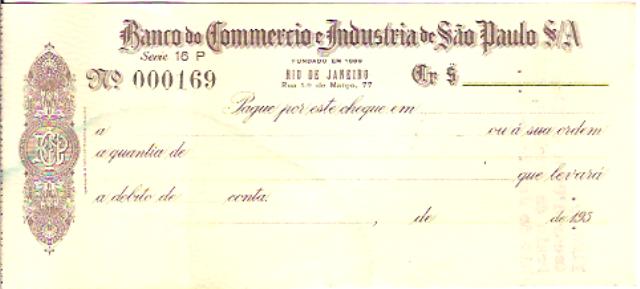 Banco do Commercio e Industria de São Paulo S/A
Serie 16 P
FUNDADO EM 1889
Nº 000169
RIO DE JANEIRO
Cr $
Rua 1º de Março, 77
Pague por este cheque em
a ou á sua ordem
a quantia de
que levará
a debito de conta.
, de de 195